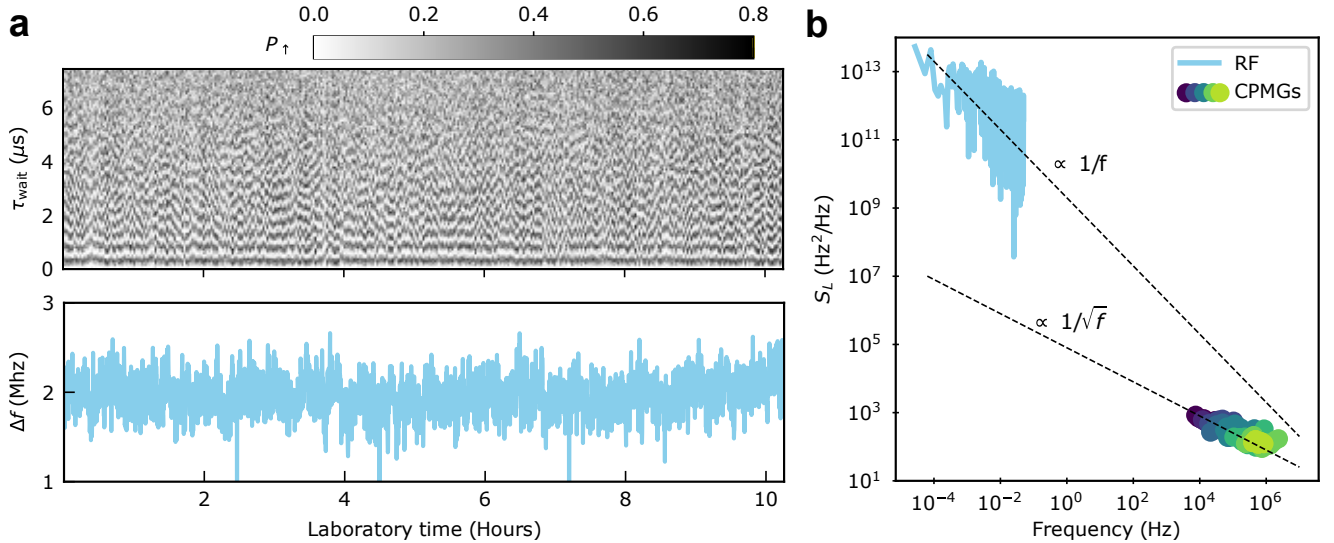 a
0.0 0.2 0.4 0.6 0.8
P↑
6
4
2
0
τwait (µs)
3
2
1
Δf (Mhz)
2 4 6 8 10
Laboratory time (Hours)
b
RF
CPMGs
10¹³
10¹¹
10⁹
10⁷
10⁵
10³
10¹
S_L (Hz²/Hz)
∝ 1/f
∝ 1/√f
10⁻⁴ 10⁻² 10⁰ 10² 10⁴ 10⁶
Frequency (Hz)